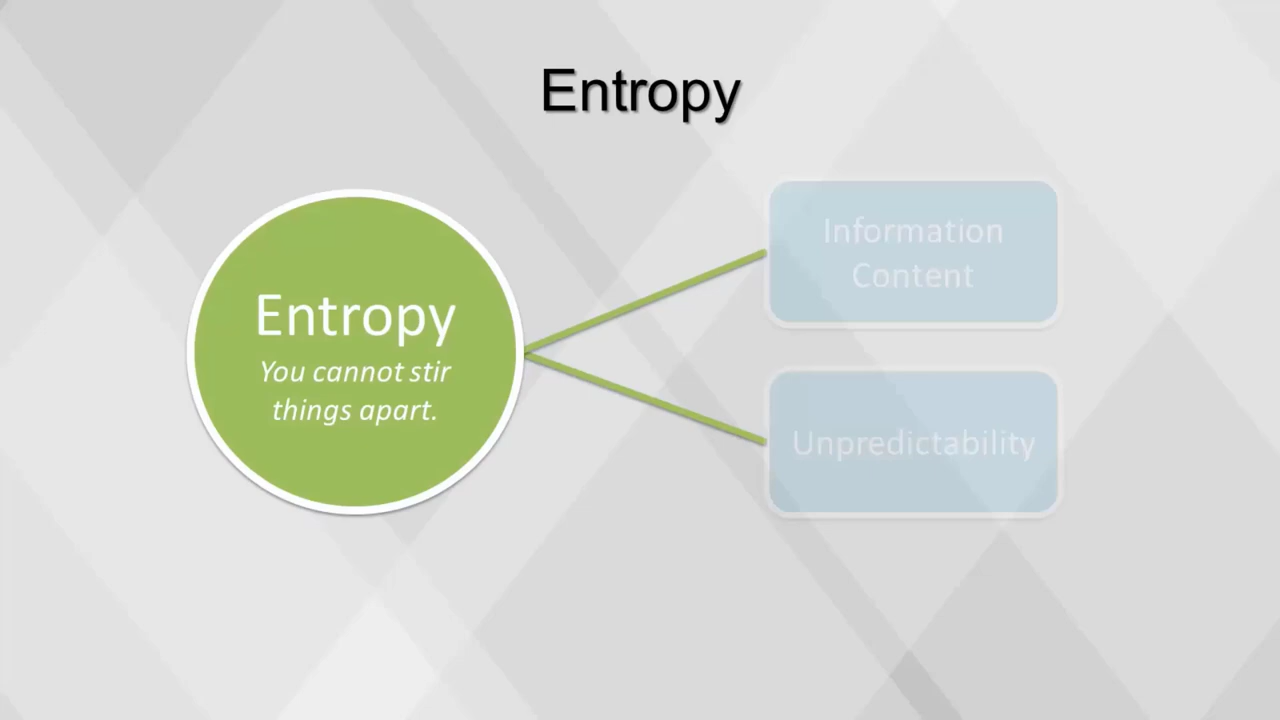 Entropy
Entropy
You cannot stir
things apart.
Information
Content
Unpredictability